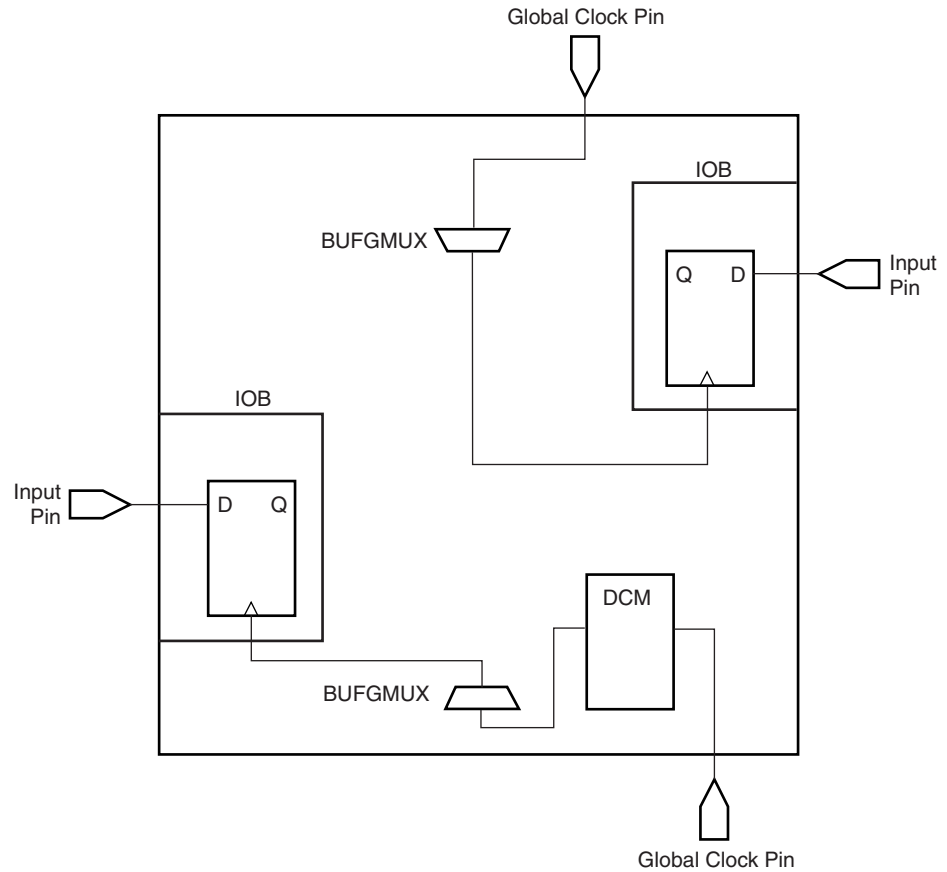 Global Clock Pin
IOB
BUFGMUX
Q D
Input
Pin
IOB
Input
Pin
D Q
DCM
BUFGMUX
Global Clock Pin